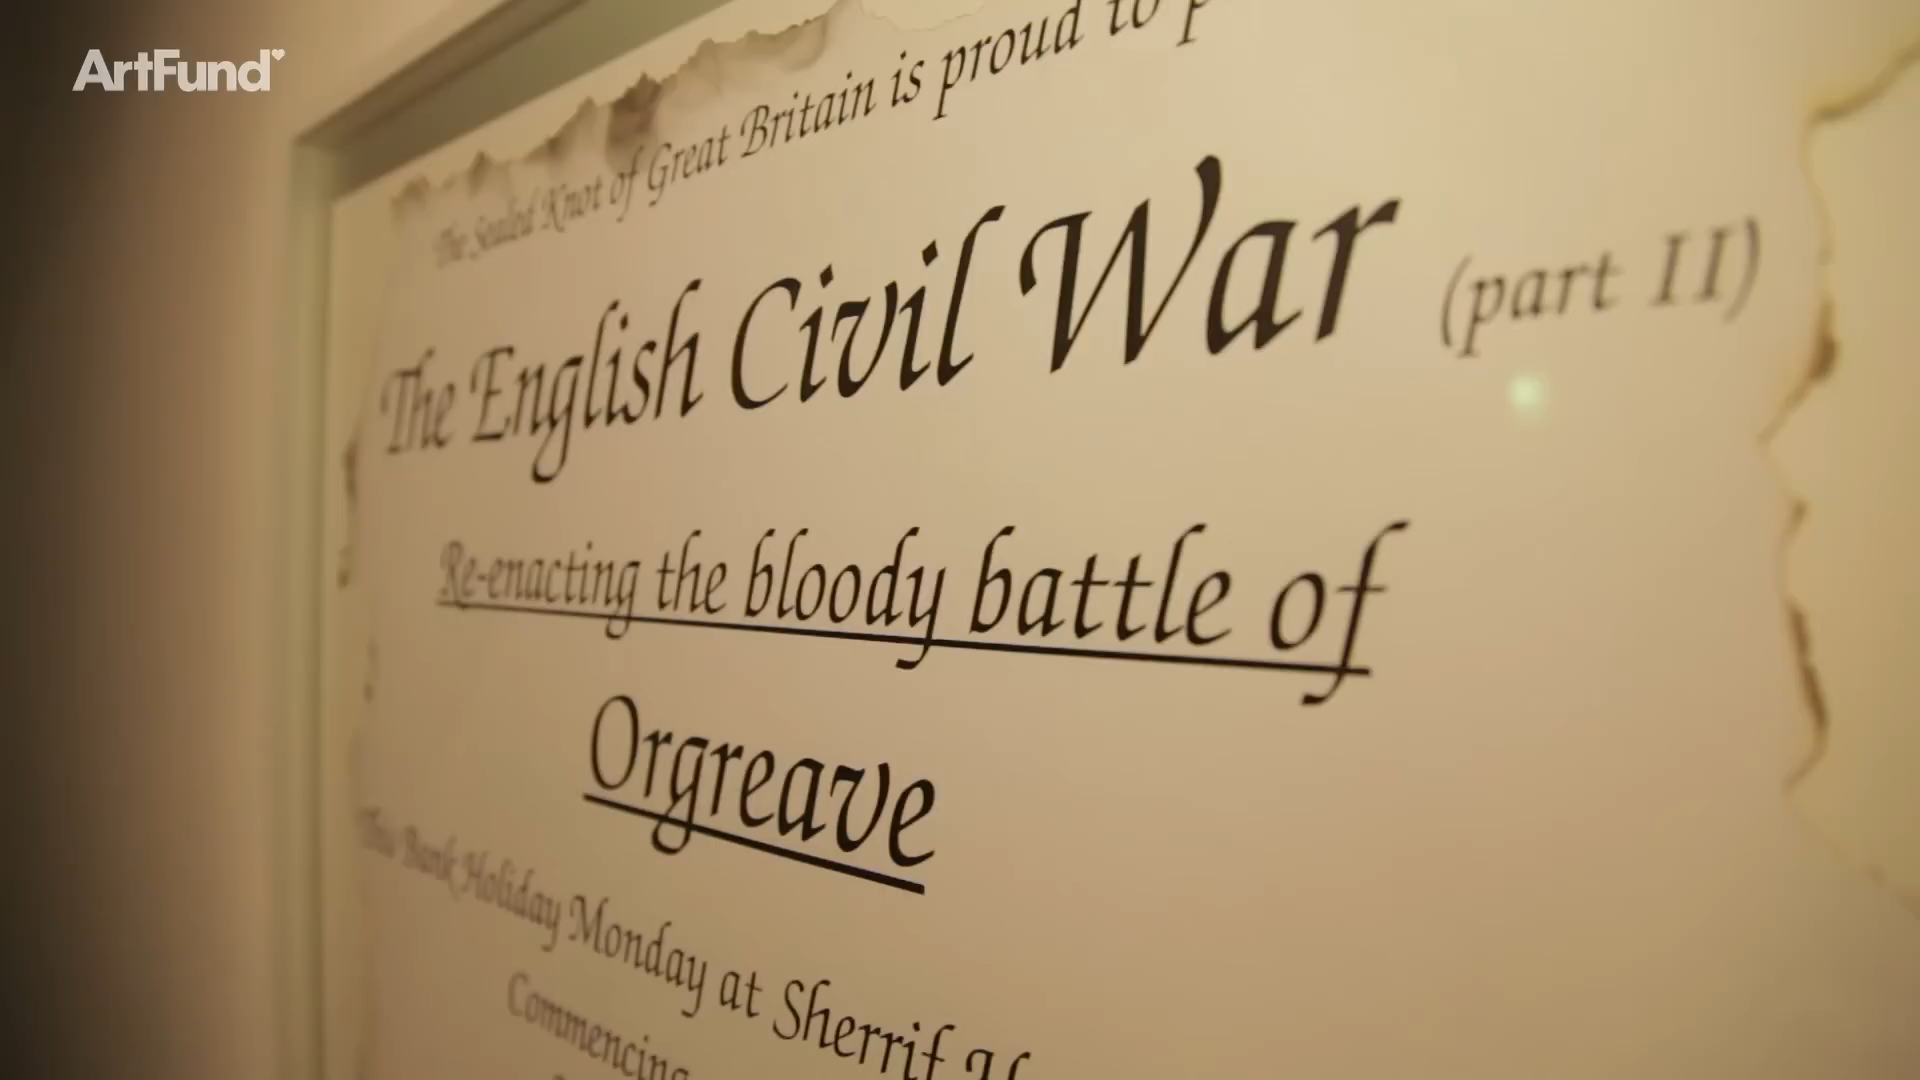 ArtFund
The Sealed Knot of Great Britain is proud to p
The English Civil War (part II)
Re-enacting the bloody battle of
Orgreave
This Bank Holiday Monday at Sherrif H
Commencing